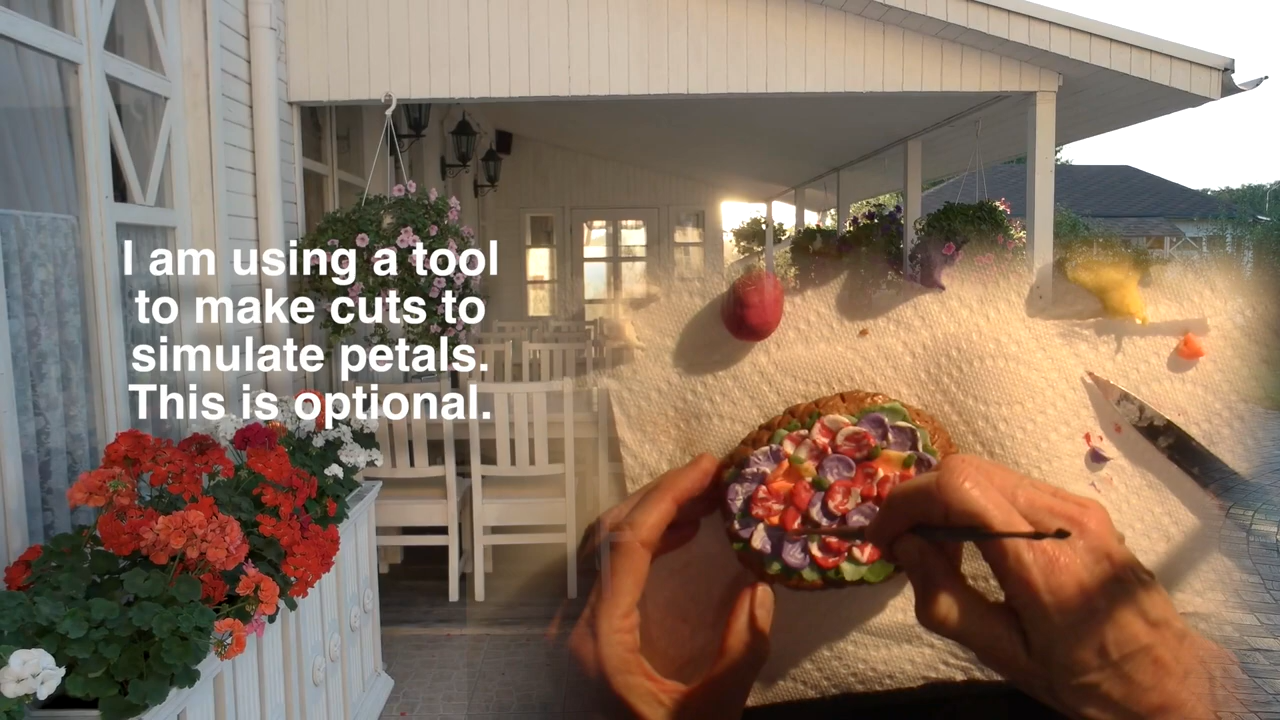 I am using a tool
to make cuts to
simulate petals.
This is optional.